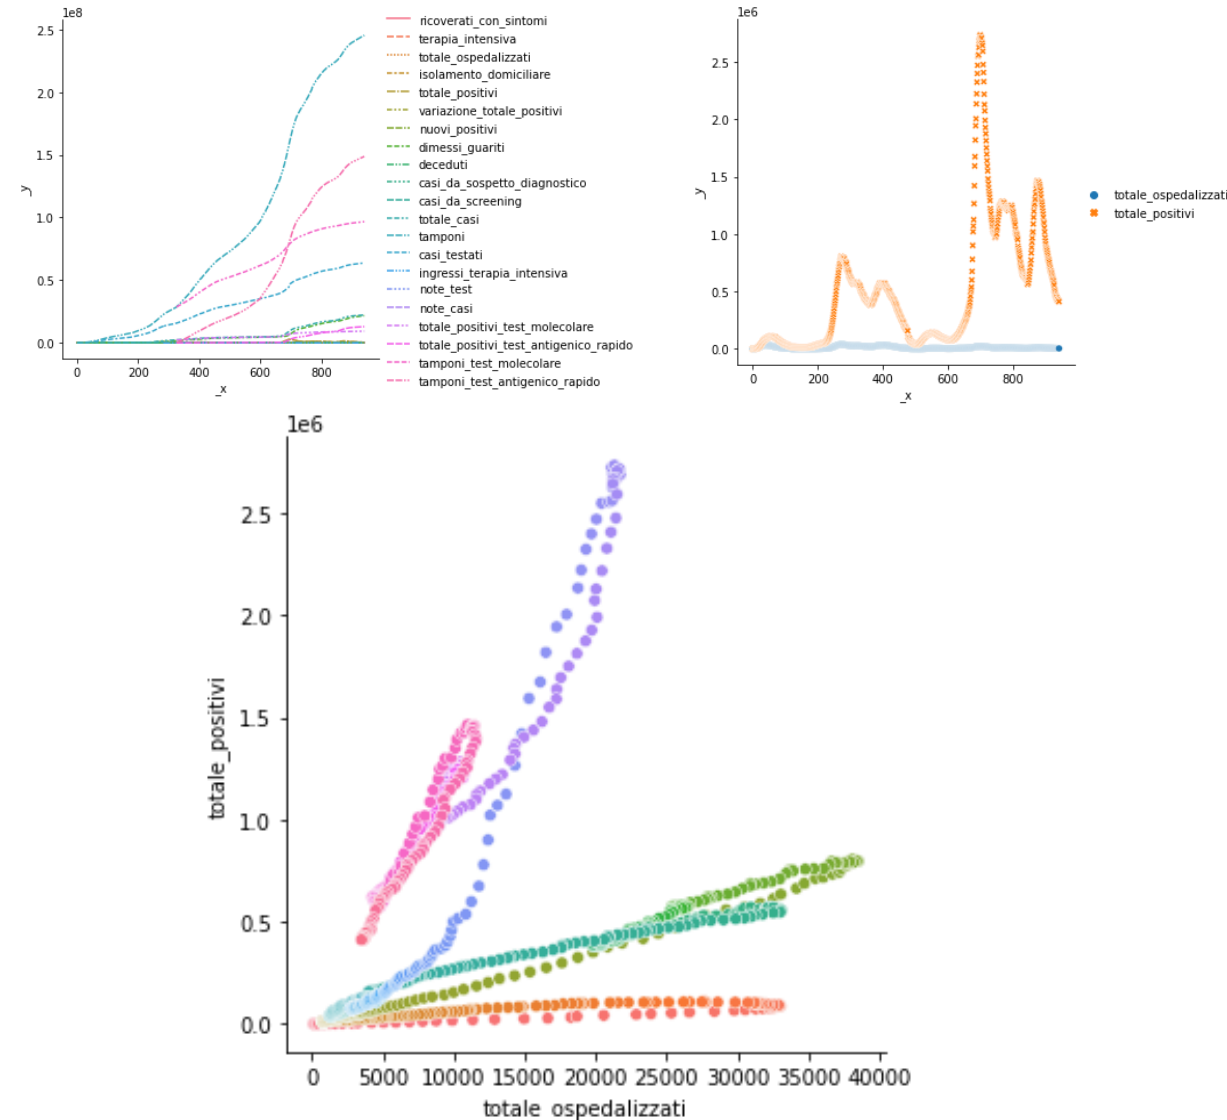 1e8
2.5
2.0
1.5
1.0
0.5
0.0
_y
0 200 400 600 800
_x
ricoverati_con_sintomi
terapia_intensiva
totale_ospedalizzati
isolamento_domiciliare
totale_positivi
variazione_totale_positivi
nuovi_positivi
dimessi_guariti
deceduti
casi_da_sospetto_diagnostico
casi_da_screening
totale_casi
tamponi
casi_testati
ingressi_terapia_intensiva
note_test
note_casi
totale_positivi_test_molecolare
totale_positivi_test_antigenico_rapido
tamponi_test_molecolare
tamponi_test_antigenico_rapido
1e6
2.5
2.0
1.5
1.0
0.5
0.0
_y
0 200 400 600 800
_x
totale_ospedalizzati
totale_positivi
1e6
2.5
2.0
1.5
1.0
0.5
0.0
totale_positivi
0 5000 10000 15000 20000 25000 30000 35000 40000
totale_ospedalizzati